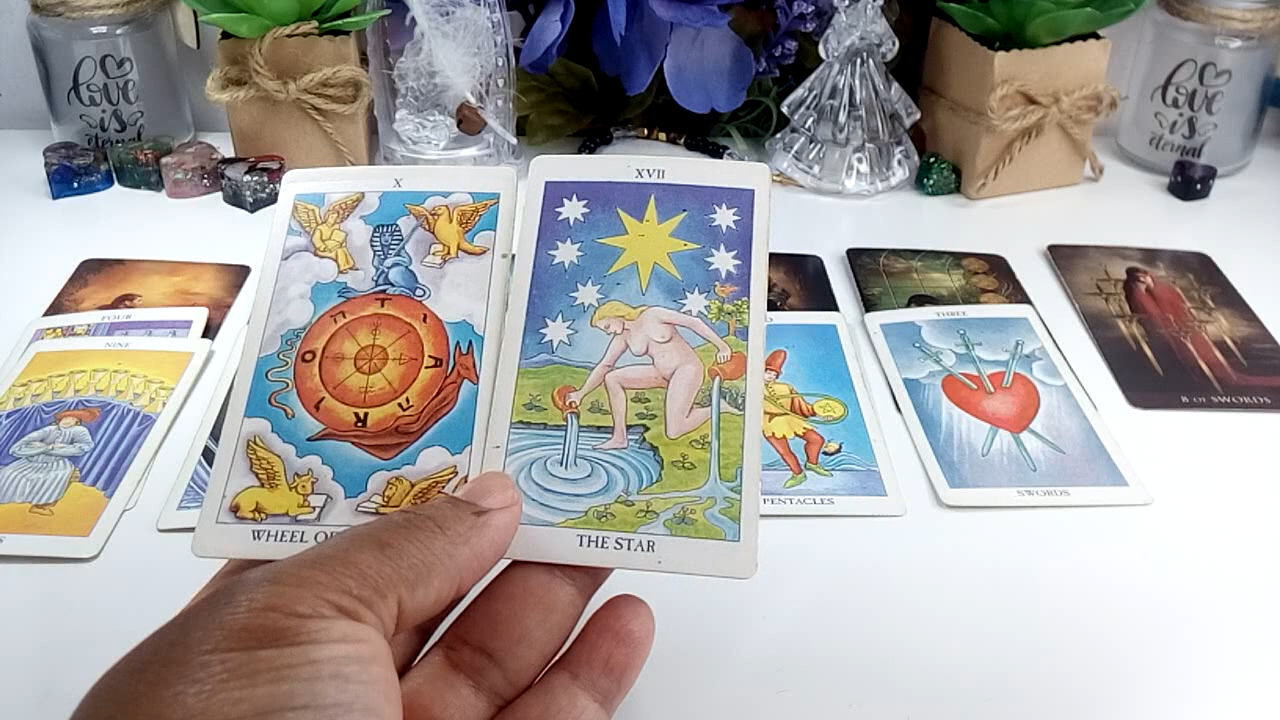 love
is
eternal
love
is
eternal
X
XVII
FOUR
NINE
WHEEL OF
THE STAR
PENTACLES
THREE
SWORDS
8 OF SWORDS